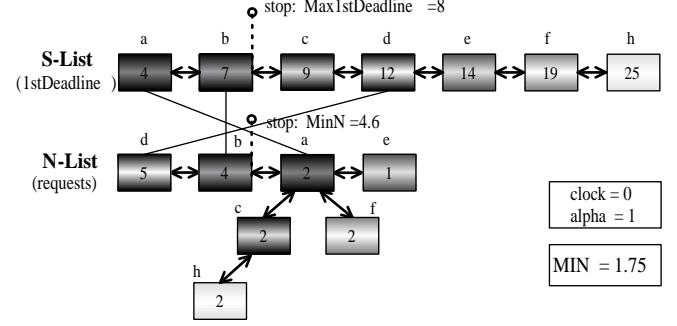 stop: Max1stDeadline =8
a b c d e f h
S-List
(1stDeadline )
4 7 9 12 14 19 25
stop: MinN =4.6
d b a e
N-List
(requests)
5 4 2 1
c f
2 2
h
2
clock = 0
alpha = 1
MIN = 1.75